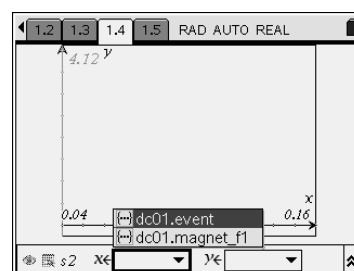 1.2 1.3 1.4 1.5 RAD AUTO REAL
4.12 y
x
0.04 0.16
{···} dc01.event
{···} dc01.magnet_f1
s2 x← y←